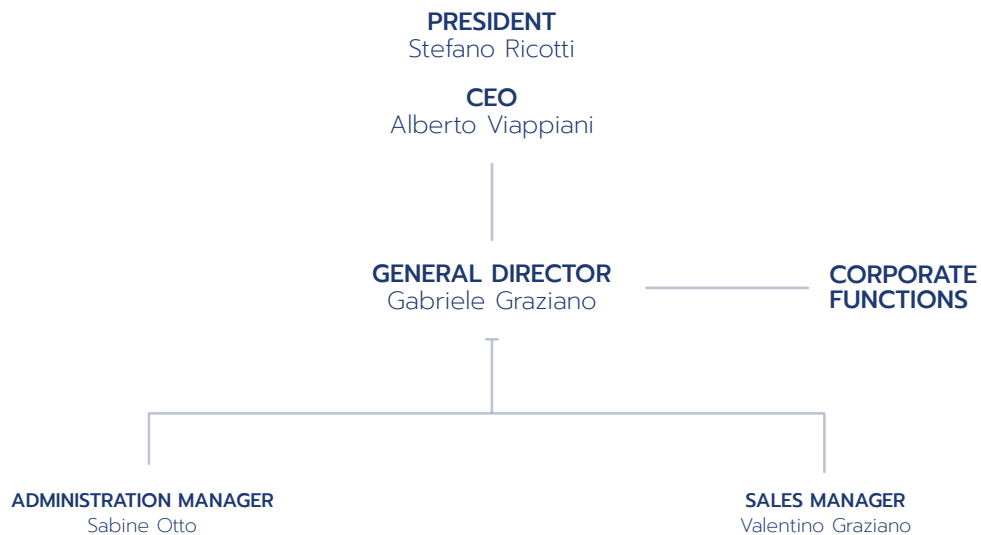 PRESIDENT
Stefano Ricotti
CEO
Alberto Viappiani
GENERAL DIRECTOR
Gabriele Graziano
CORPORATE
FUNCTIONS
ADMINISTRATION MANAGER
Sabine Otto
SALES MANAGER
Valentino Graziano